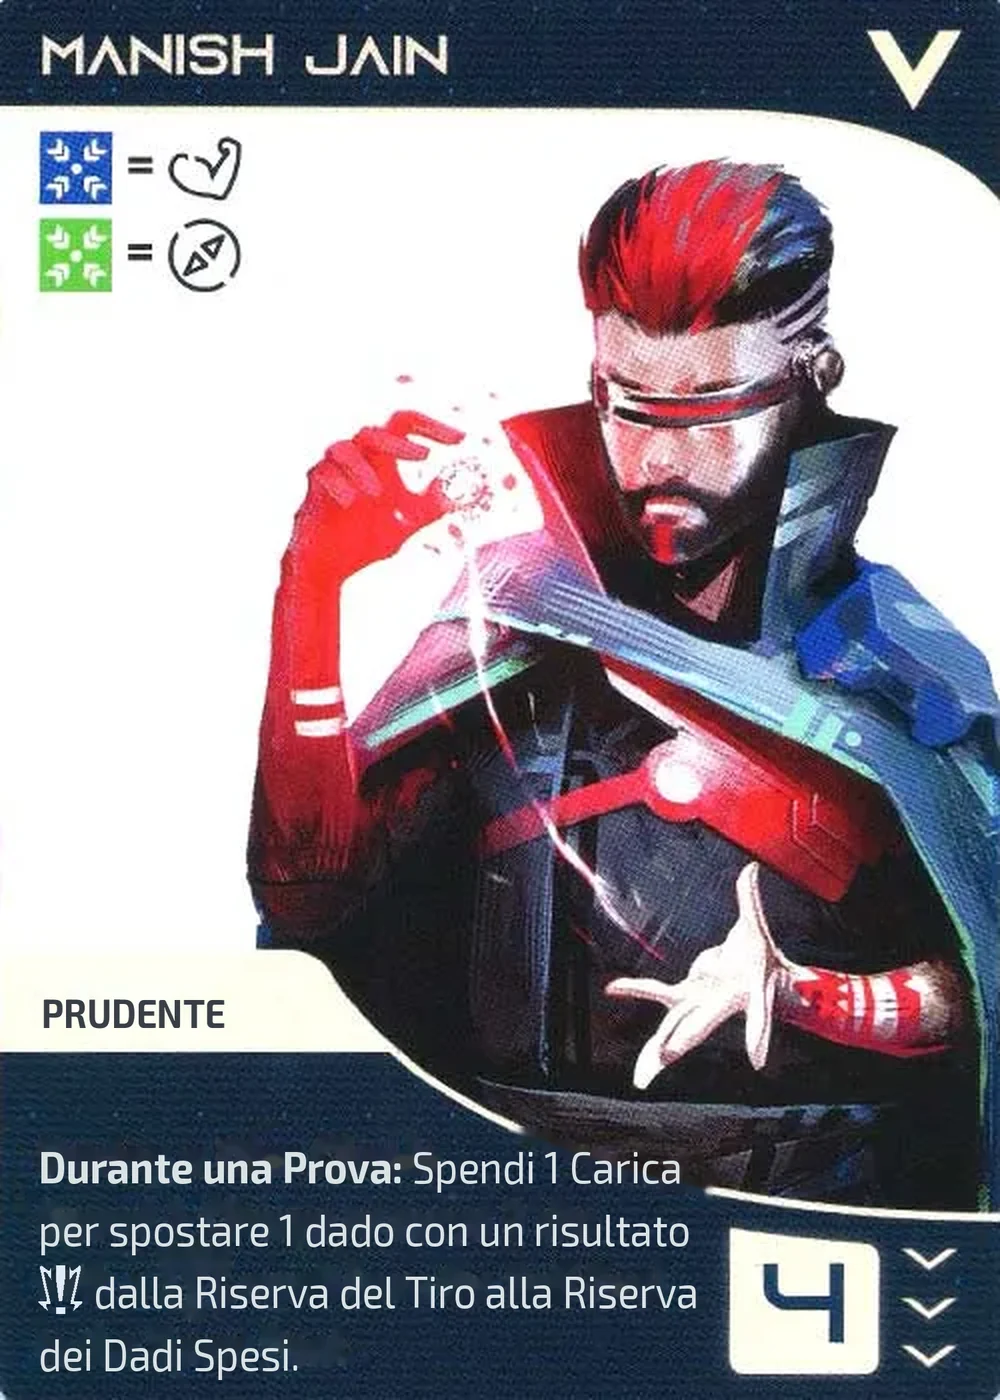 MANISH JAIN
=
=
PRUDENTE
Durante una Prova: Spendi 1 Carica
per spostare 1 dado con un risultato
dalla Riserva del Tiro alla Riserva
dei Dadi Spesi.
4